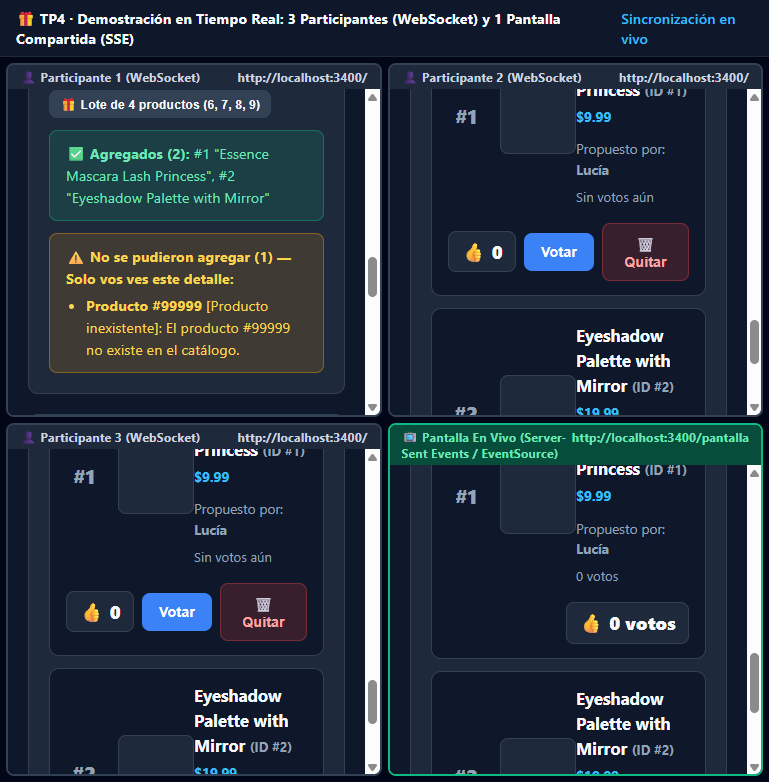 🎁 TP4 · Demostración en Tiempo Real: 3 Participantes (WebSocket) y 1 Pantalla
Compartida (SSE)
Sincronización en
vivo
👤 Participante 1 (WebSocket)
http://localhost:3400/
🎁 Lote de 4 productos (6, 7, 8, 9)
✅ Agregados (2): #1 "Essence
Mascara Lash Princess", #2
"Eyeshadow Palette with Mirror"
⚠️ No se pudieron agregar (1) —
Solo vos ves este detalle:
• Producto #99999 [Producto
inexistente]: El producto #99999
no existe en el catálogo.
👤 Participante 2 (WebSocket)
http://localhost:3400/
Princess (ID #1)
#1
$9.99
Propuesto por:
Lucía
Sin votos aún
👍 0
Votar
🗑️
Quitar
Eyeshadow
Palette with
Mirror (ID #2)
#2
$19.99
👤 Participante 3 (WebSocket)
http://localhost:3400/
Princess (ID #1)
#1
$9.99
Propuesto por:
Lucía
Sin votos aún
👍 0
Votar
🗑️
Quitar
Eyeshadow
Palette with
Mirror (ID #2)
#2
$19.99
📺 Pantalla En Vivo (Server-
Sent Events / EventSource)
http://localhost:3400/pantalla
Princess (ID #1)
#1
$9.99
Propuesto por:
Lucía
0 votos
👍 0 votos
Eyeshadow
Palette with
Mirror (ID #2)
#2
$19.99